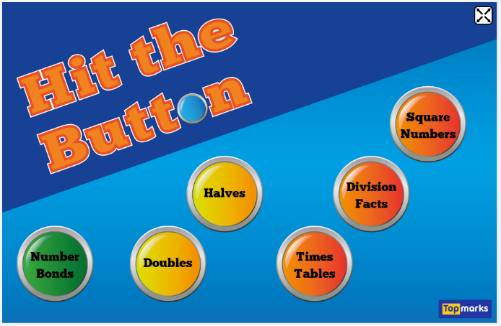 Hit the
Button
Square
Numbers
Halves
Division
Facts
Number
Bonds
Doubles
Times
Tables
Topmarks